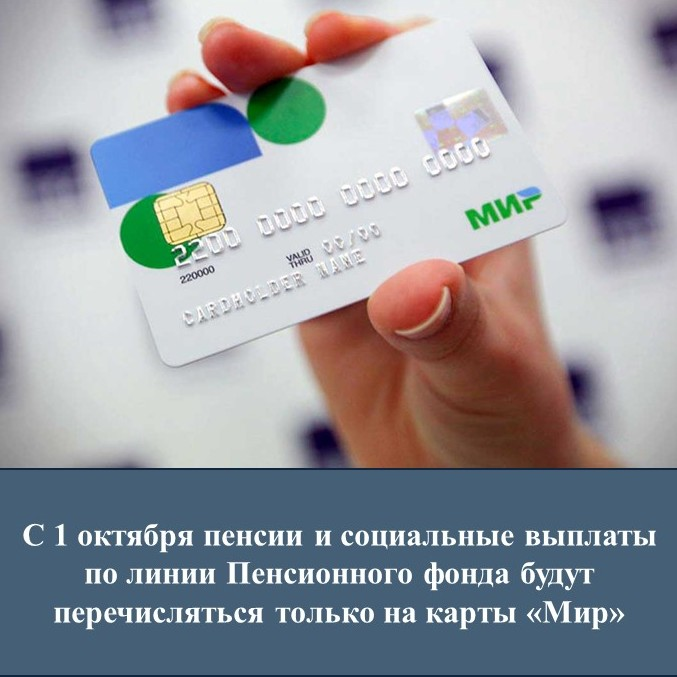 2200 0000 0000 0000
220000
VALID THRU 00/00
CARDHOLDER NAME
МИР
С 1 октября пенсии и социальные выплаты
по линии Пенсионного фонда будут
перечисляться только на карты «Мир»